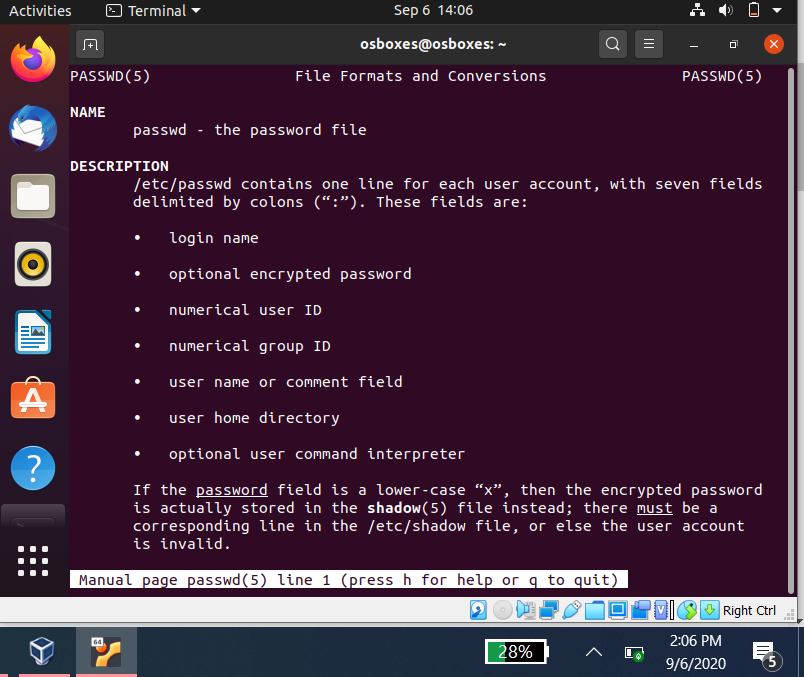 Activities
Terminal
Sep 6 14:06
osboxes@osboxes: ~
PASSWD(5) File Formats and Conversions PASSWD(5)
NAME
passwd - the password file
DESCRIPTION
/etc/passwd contains one line for each user account, with seven fields
delimited by colons (“:”). These fields are:
• login name
• optional encrypted password
• numerical user ID
• numerical group ID
• user name or comment field
• user home directory
• optional user command interpreter
If the password field is a lower-case “x”, then the encrypted password
is actually stored in the shadow(5) file instead; there must be a
corresponding line in the /etc/shadow file, or else the user account
is invalid.
Manual page passwd(5) line 1 (press h for help or q to quit)
Right Ctrl
64
28%
2:06 PM
9/6/2020
5